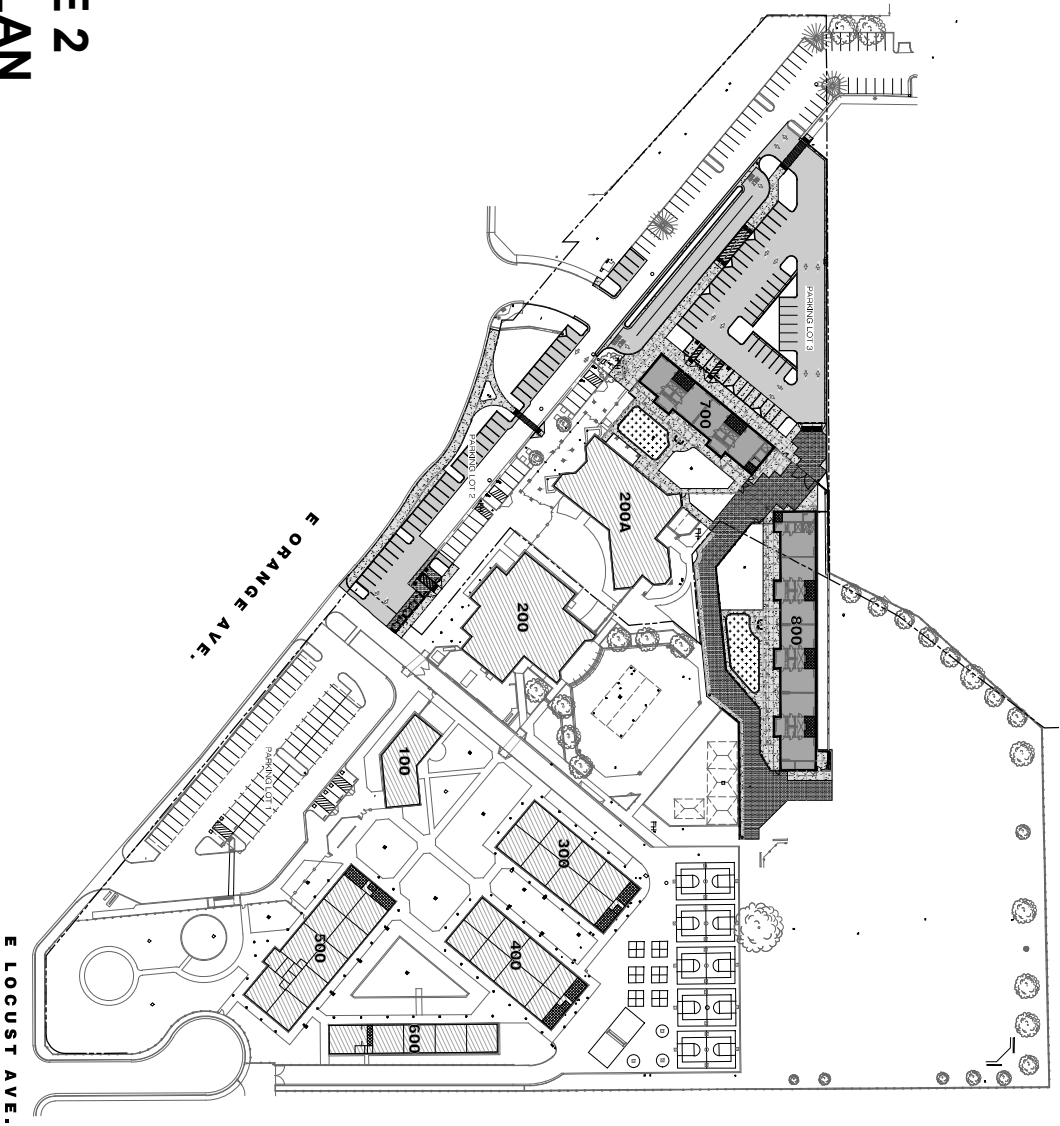 E 2
LAN
PARKING LOT 3
700
200A
PARKING LOT 2
800
200
E ORANGE AVE.
100
PARKING LOT 1
300
400
500
600
E LOCUST AVE.